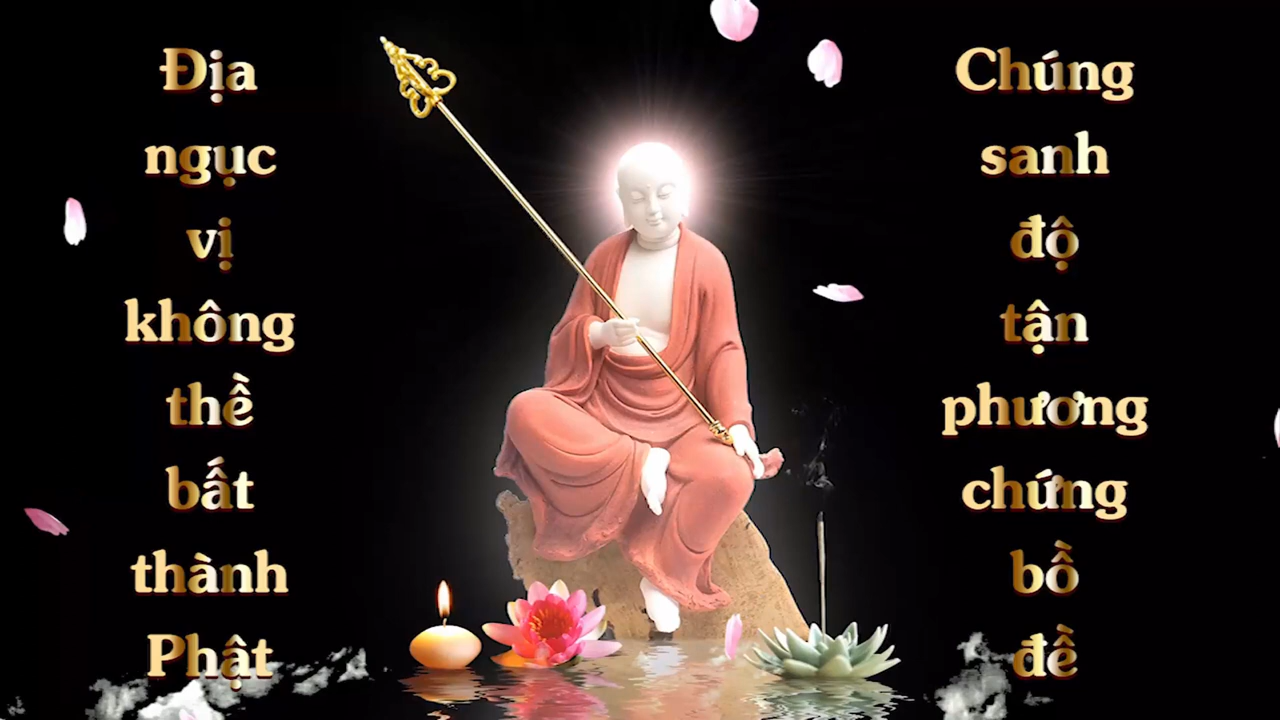 Địa
ngục
vị
không
thề
bất
thành
Phật
Chúng
sanh
độ
tận
phương
chứng
bồ
đề